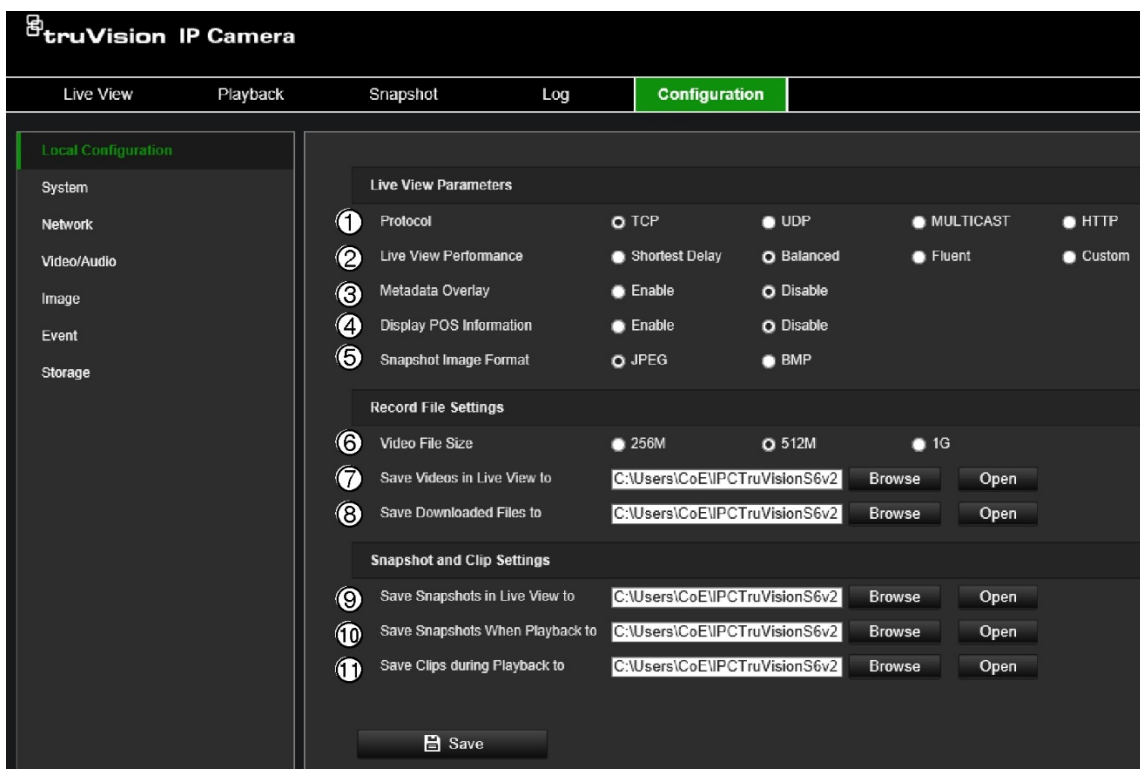 truVision IP Camera
Live View Playback Snapshot Log Configuration
Local Configuration
System
Network
Video/Audio
Image
Event
Storage
Live View Parameters
1 Protocol TCP UDP MULTICAST HTTP
2 Live View Performance Shortest Delay Balanced Fluent Custom
3 Metadata Overlay Enable Disable
4 Display POS Information Enable Disable
5 Snapshot Image Format JPEG BMP
Record File Settings
6 Video File Size 256M 512M 1G
7 Save Videos in Live View to C:\Users\CoE\IPCTruVisionS6v2 Browse Open
8 Save Downloaded Files to C:\Users\CoE\IPCTruVisionS6v2 Browse Open
Snapshot and Clip Settings
9 Save Snapshots in Live View to C:\Users\CoE\IPCTruVisionS6v2 Browse Open
10 Save Snapshots When Playback to C:\Users\CoE\IPCTruVisionS6v2 Browse Open
11 Save Clips during Playback to C:\Users\CoE\IPCTruVisionS6v2 Browse Open
Save